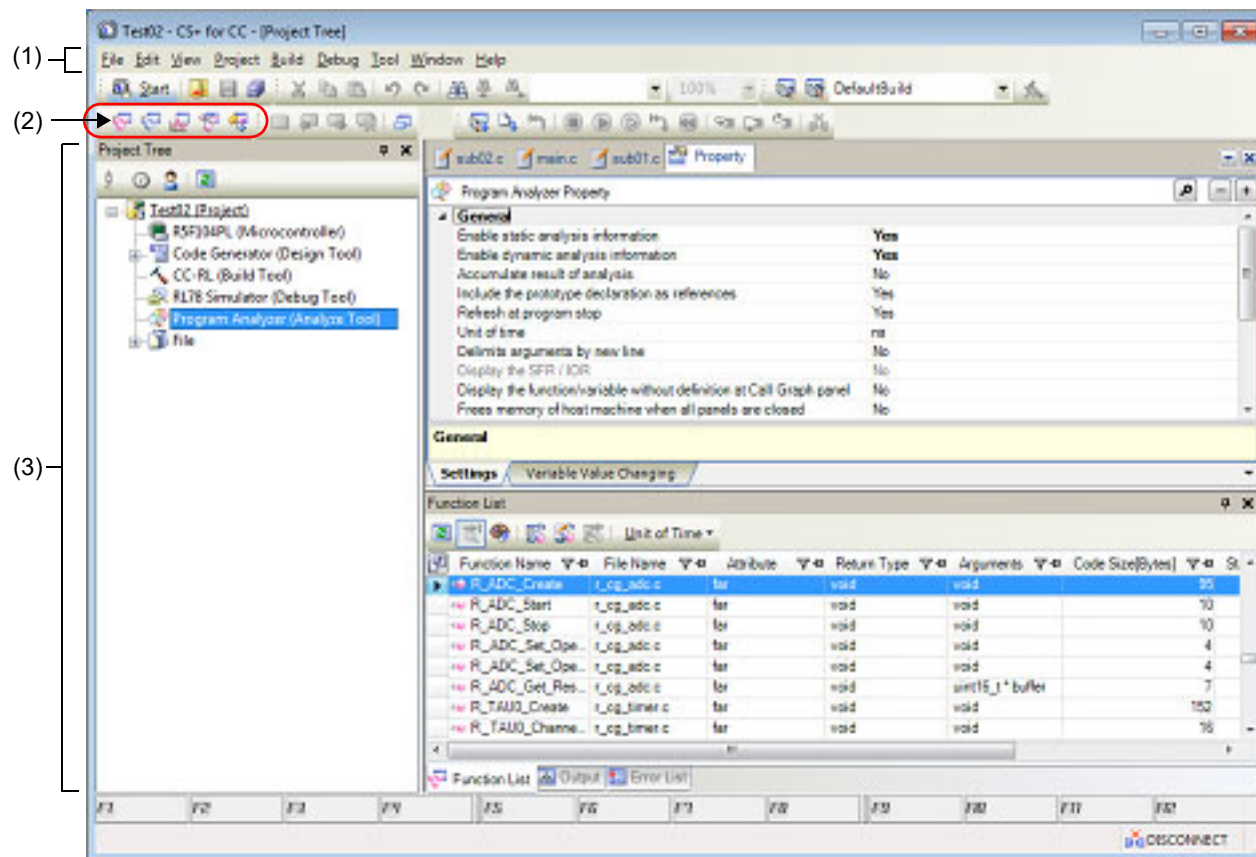 Test02 - CS+ for CC - [Project Tree]
(1)
File Edit View Project Build Debug Tool Window Help
Start 100% DefaultBuild
(2)
(3)
Project Tree
Test02 (Project)
R5F104PL (Microcontroller)
Code Generator (Design Tool)
CC-RL (Build Tool)
RL78 Simulator (Debug Tool)
Program Analyzer (Analyze Tool)
File
sub02.c main.c sub01.c Property
Program Analyzer Property
General
Enable static analysis information Yes
Enable dynamic analysis information Yes
Accumulate result of analysis No
Include the prototype declaration as references Yes
Refresh at program stop Yes
Unit of time ns
Delimits arguments by new line No
Display the SFR / IOR No
Display the function/variable without definition at Call Graph panel No
Frees memory of host machine when all panels are closed No
General
Settings Variable Value Changing
Function List
Unit of Time
Function Name File Name Attribute Return Type Arguments Code Size[Bytes] St
R_ADC_Create r_cg_adc.c far void void
R_ADC_Start r_cg_adc.c far void void 10
R_ADC_Stop r_cg_adc.c far void void 10
R_ADC_Set_Ope... r_cg_adc.c far void void 4
R_ADC_Set_Ope... r_cg_adc.c far void void 4
R_ADC_Get_Res... r_cg_adc.c far void uint16_t * buffer 7
R_TAU0_Create r_cg_timer.c far void void 152
R_TAU0_Channe... r_cg_timer.c far void void 16
Function List Output Error List
F1 F2 F3 F4 F5 F6 F7 F8 F9 F10 F11 F12
DISCONNECT